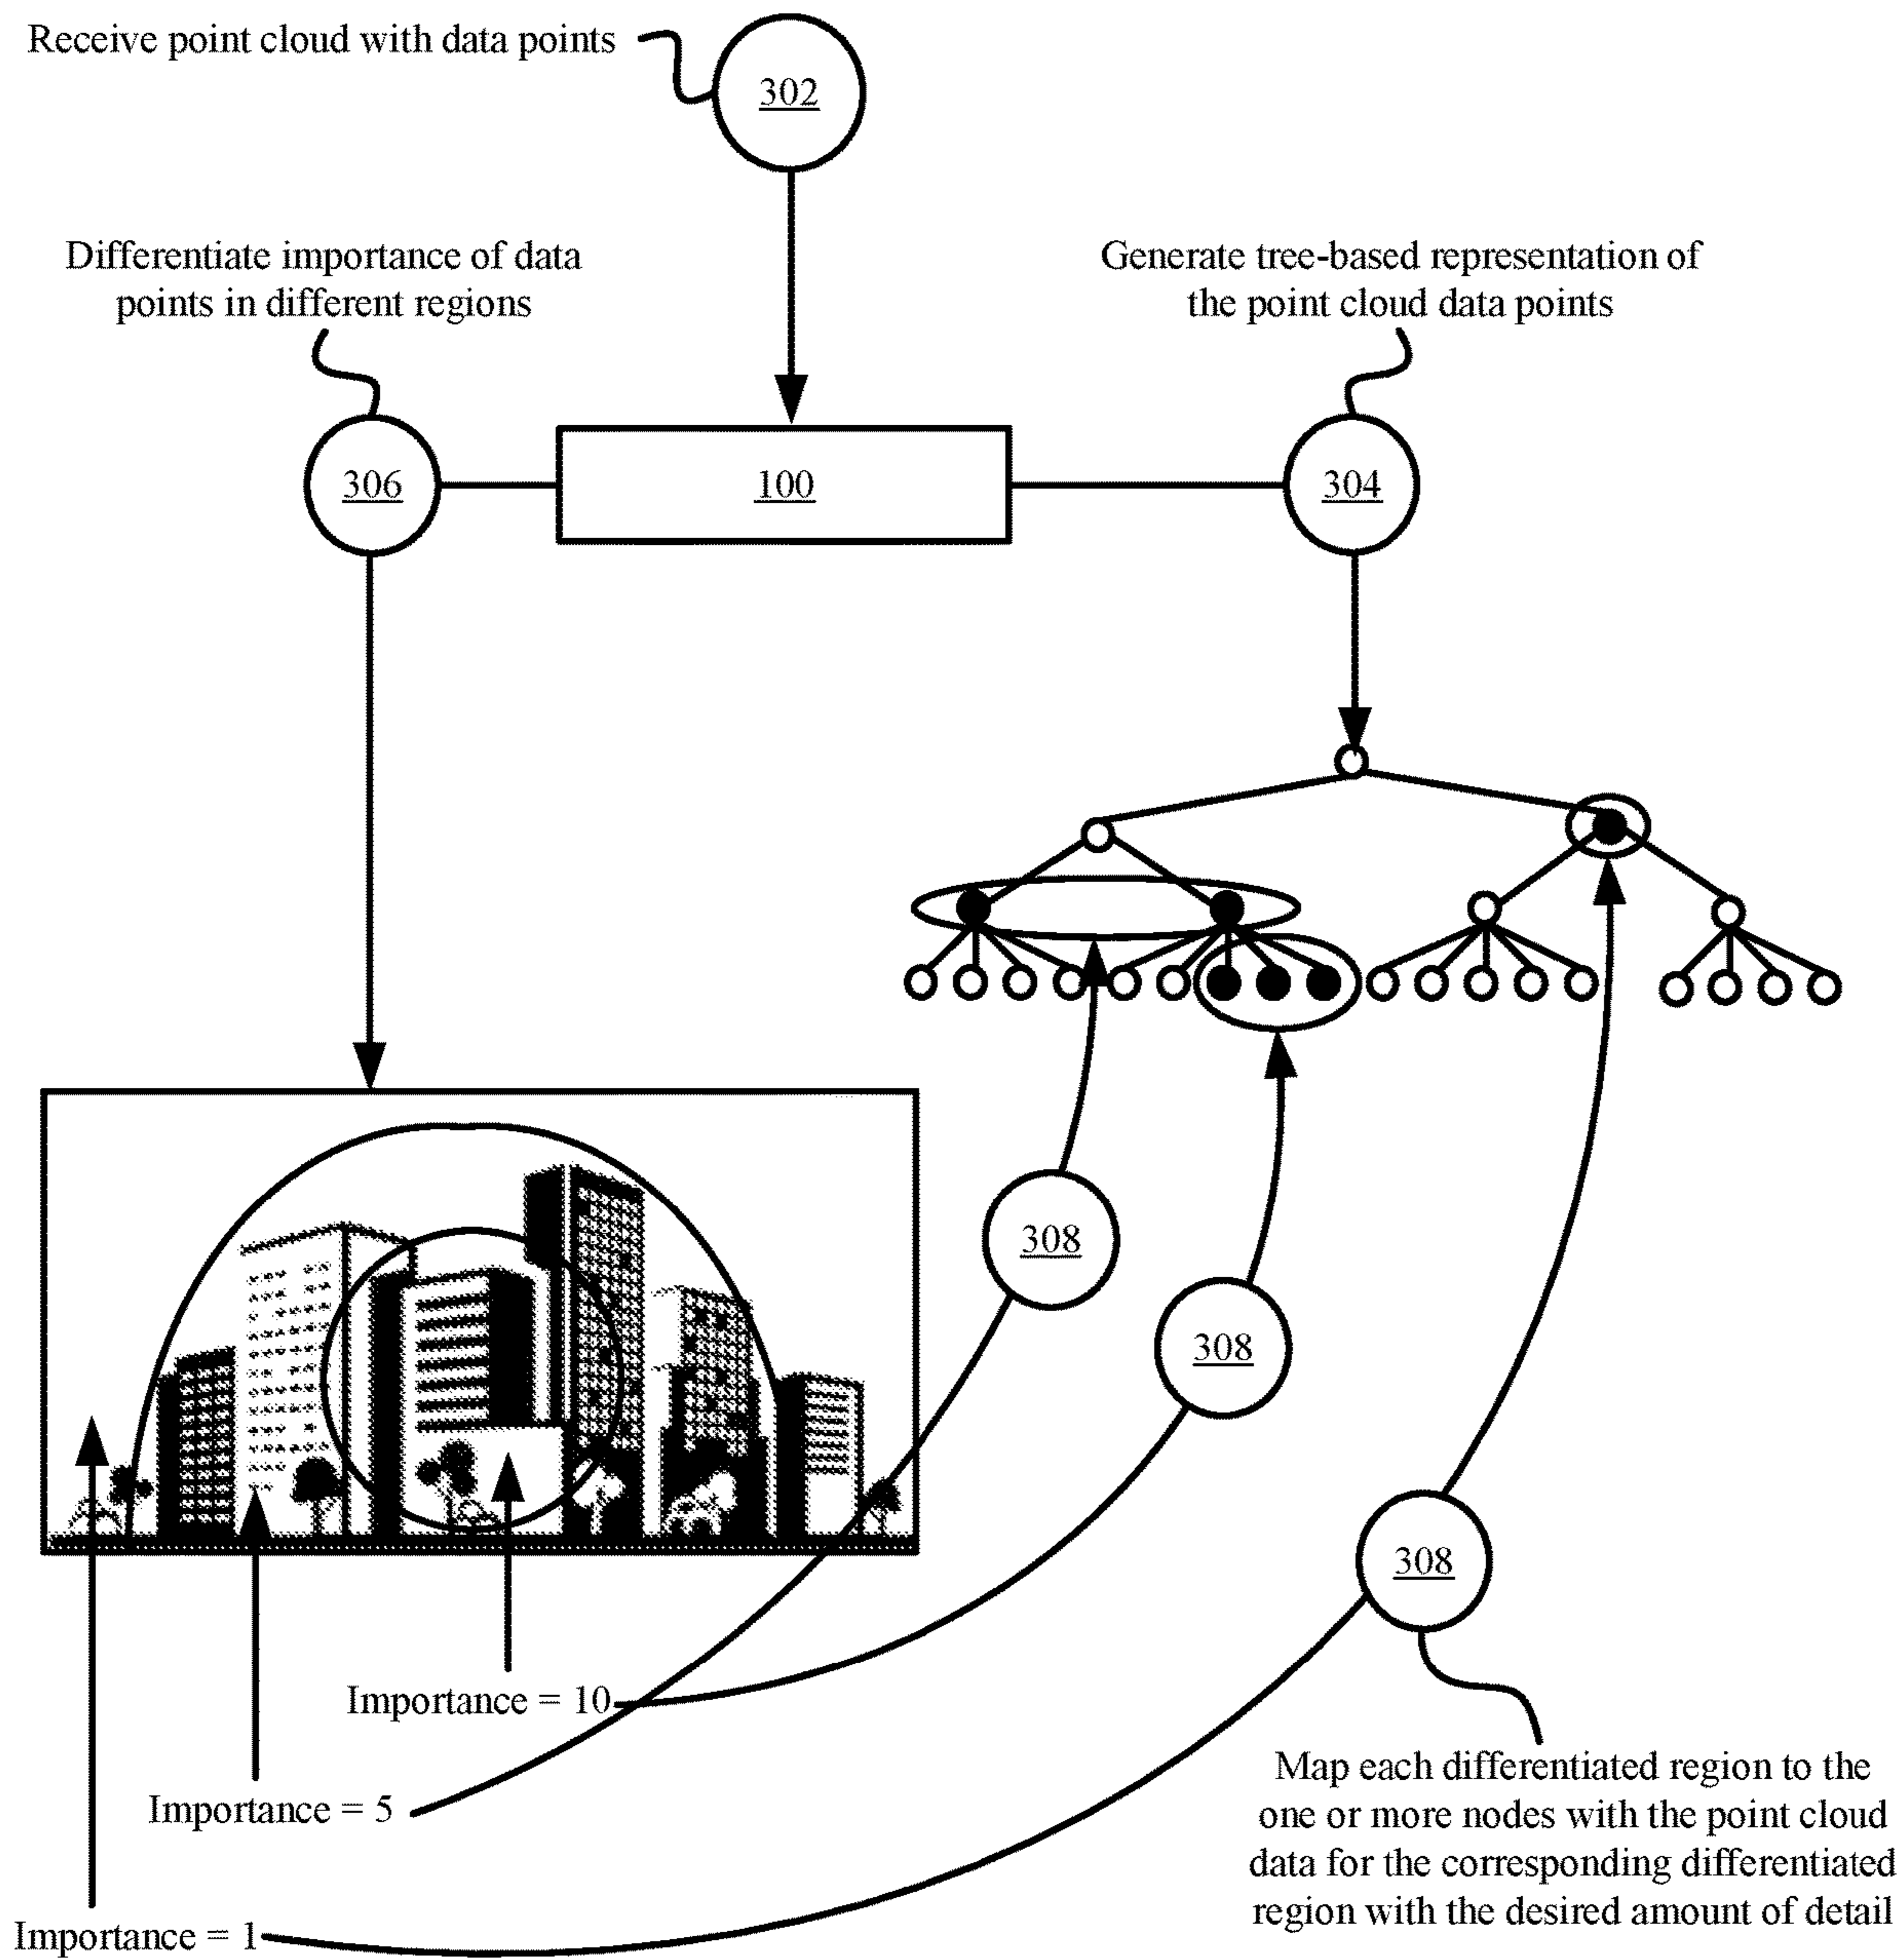 Receive point cloud with data points
302
Differentiate importance of data
points in different regions
Generate tree-based representation of
the point cloud data points
306
100
304
308
308
308
Importance = 10
Importance = 5
Importance = 1
Map each differentiated region to the
one or more nodes with the point cloud
data for the corresponding differentiated
region with the desired amount of detail